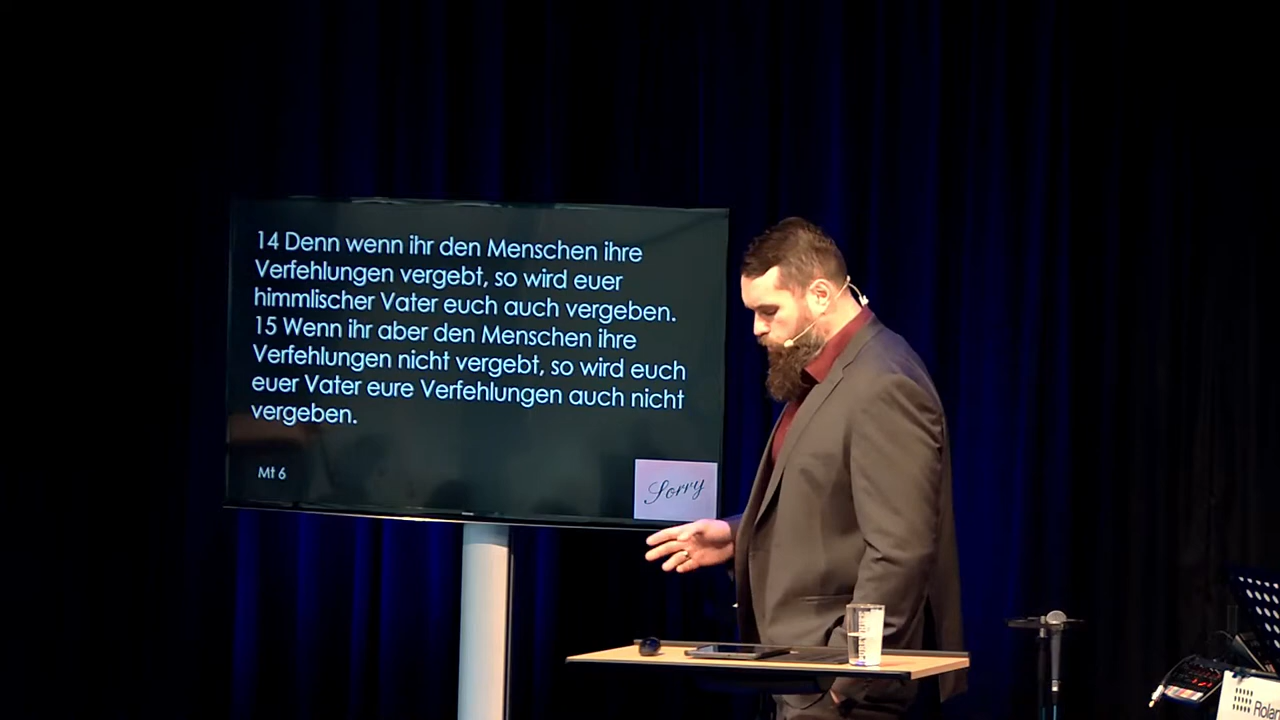 14 Denn wenn ihr den Menschen ihre
Verfehlungen vergebt, so wird euer
himmlischer Vater euch auch vergeben.
15 Wenn ihr aber den Menschen ihre
Verfehlungen nicht vergebt, so wird euch
euer Vater eure Verfehlungen auch nicht
vergeben.
Mt 6
Sorry